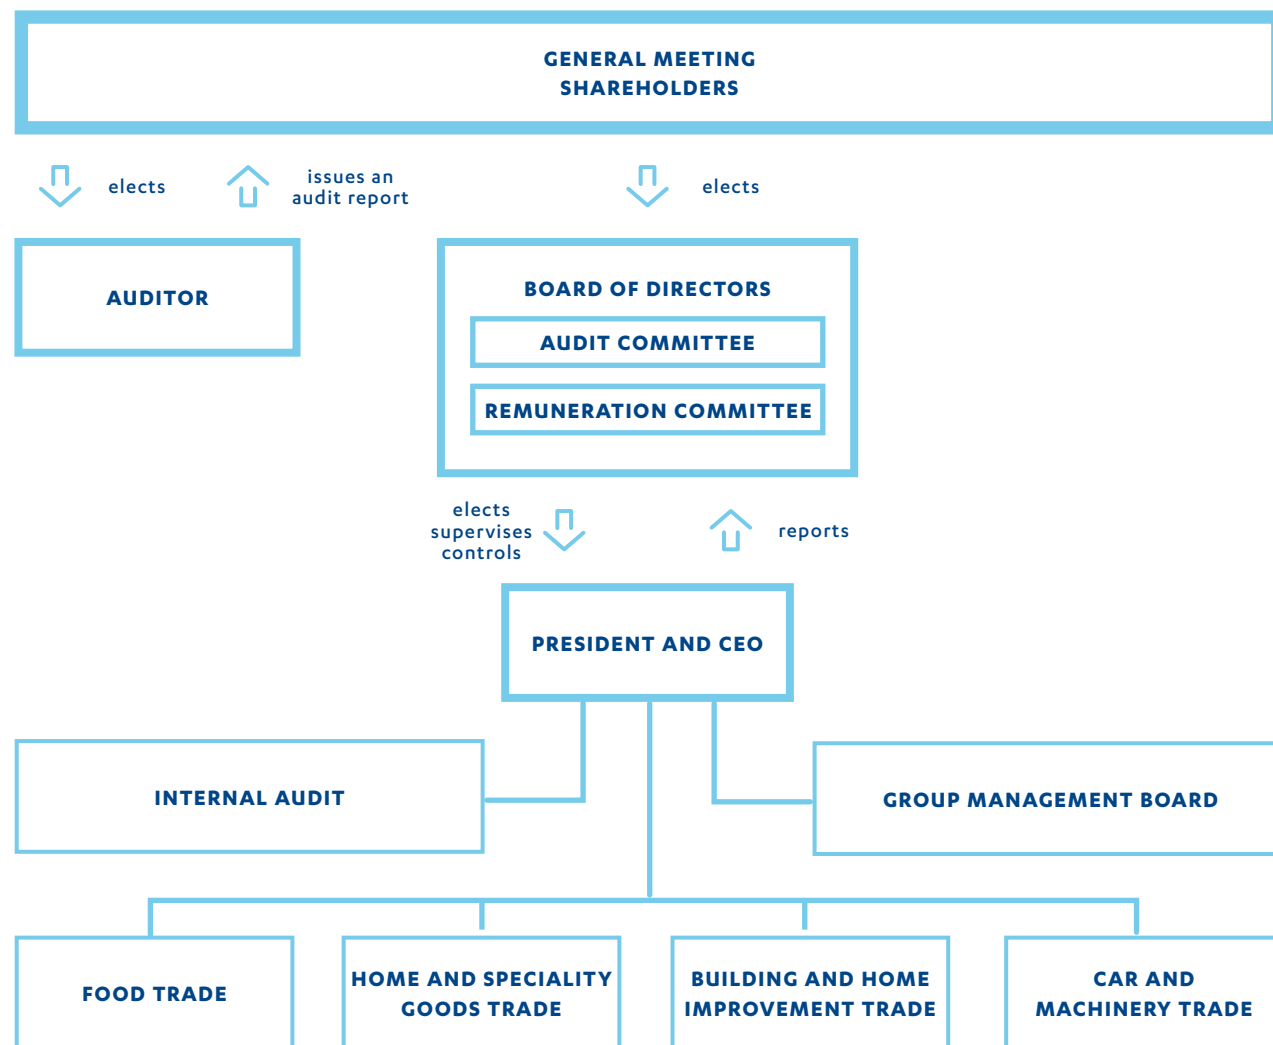 GENERAL MEETING
SHAREHOLDERS
elects
issues an
audit report
elects
AUDITOR
BOARD OF DIRECTORS
AUDIT COMMITTEE
REMUNERATION COMMITTEE
elects
supervises
controls
reports
PRESIDENT AND CEO
INTERNAL AUDIT
GROUP MANAGEMENT BOARD
FOOD TRADE
HOME AND SPECIALITY
GOODS TRADE
BUILDING AND HOME
IMPROVEMENT TRADE
CAR AND
MACHINERY TRADE